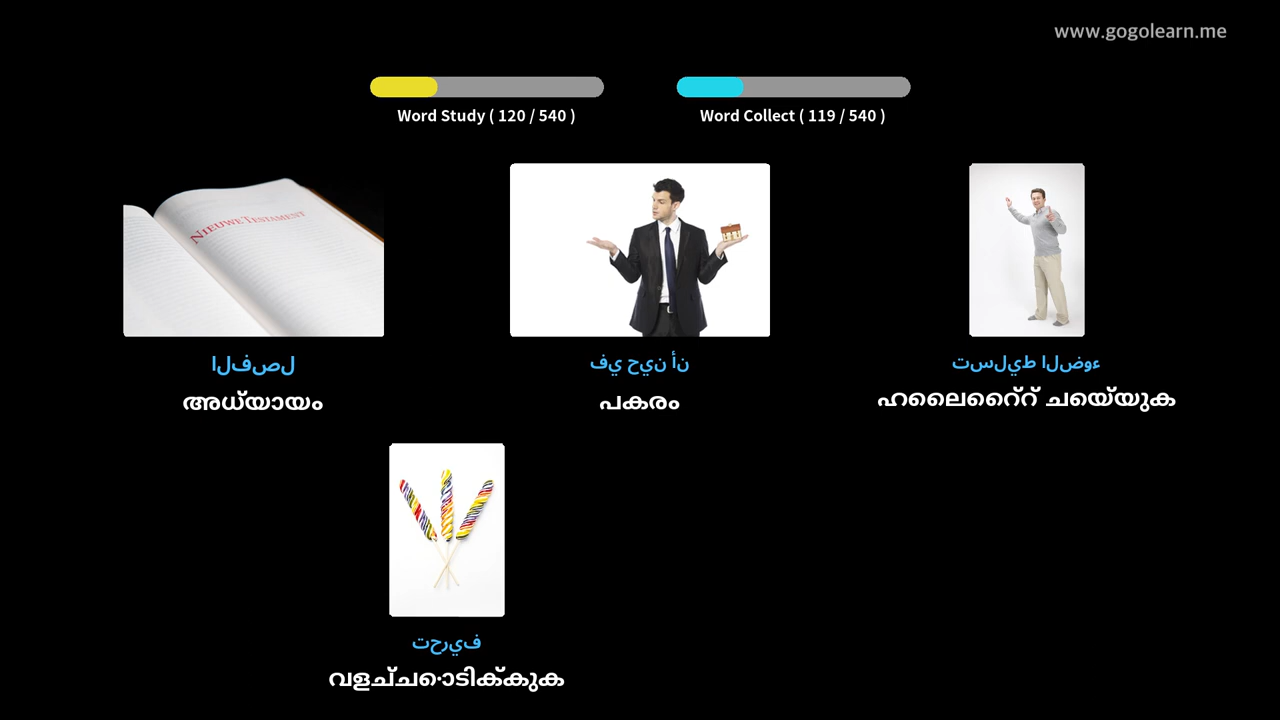 www.gogolearn.me
Word Study ( 120 / 540 )
Word Collect ( 119 / 540 )
NIEUWE TESTAMENT
الفصل
في حين أن
تسليط الضوء
അധ്യായം
പകരം
ഹൈലൈറ്റ് ചെയ്യുക
تحريف
വളച്ചൊടിക്കുക